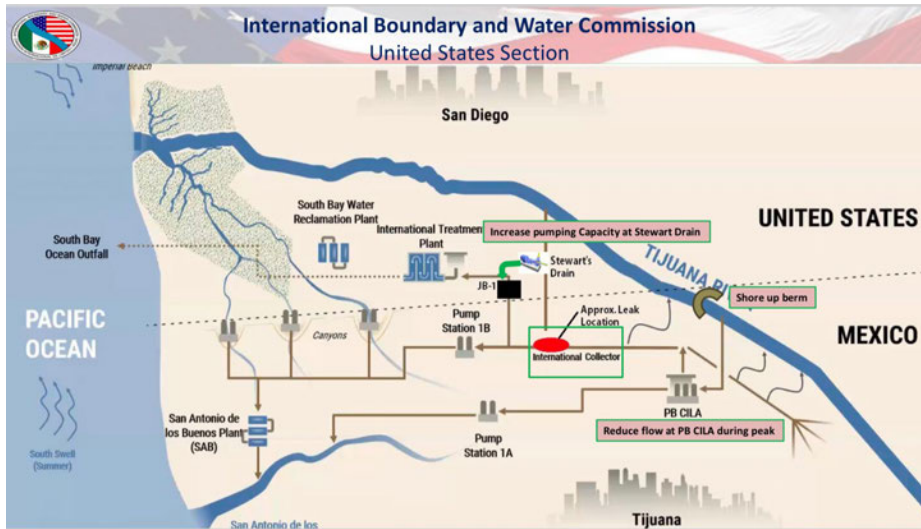 International Boundary and Water Commission
United States Section
Imperial Beach
San Diego
South Bay Water
Reclamation Plant
International Treatment
Plant
Increase pumping Capacity at Stewart Drain
UNITED STATES
South Bay
Ocean Outfall
Stewart's
Drain
JB-1
TIJUANA
Shore up berm
PACIFIC
OCEAN
Canyons
Pump
Station 1B
Approx. Leak
Location
International Collector
MEXICO
PB CILA
San Antonio de
los Buenos Plant
(SAB)
Pump
Station 1A
Reduce flow at PB CILA during peak
South Swell
(Summer)
Tijuana
San Antonio de los